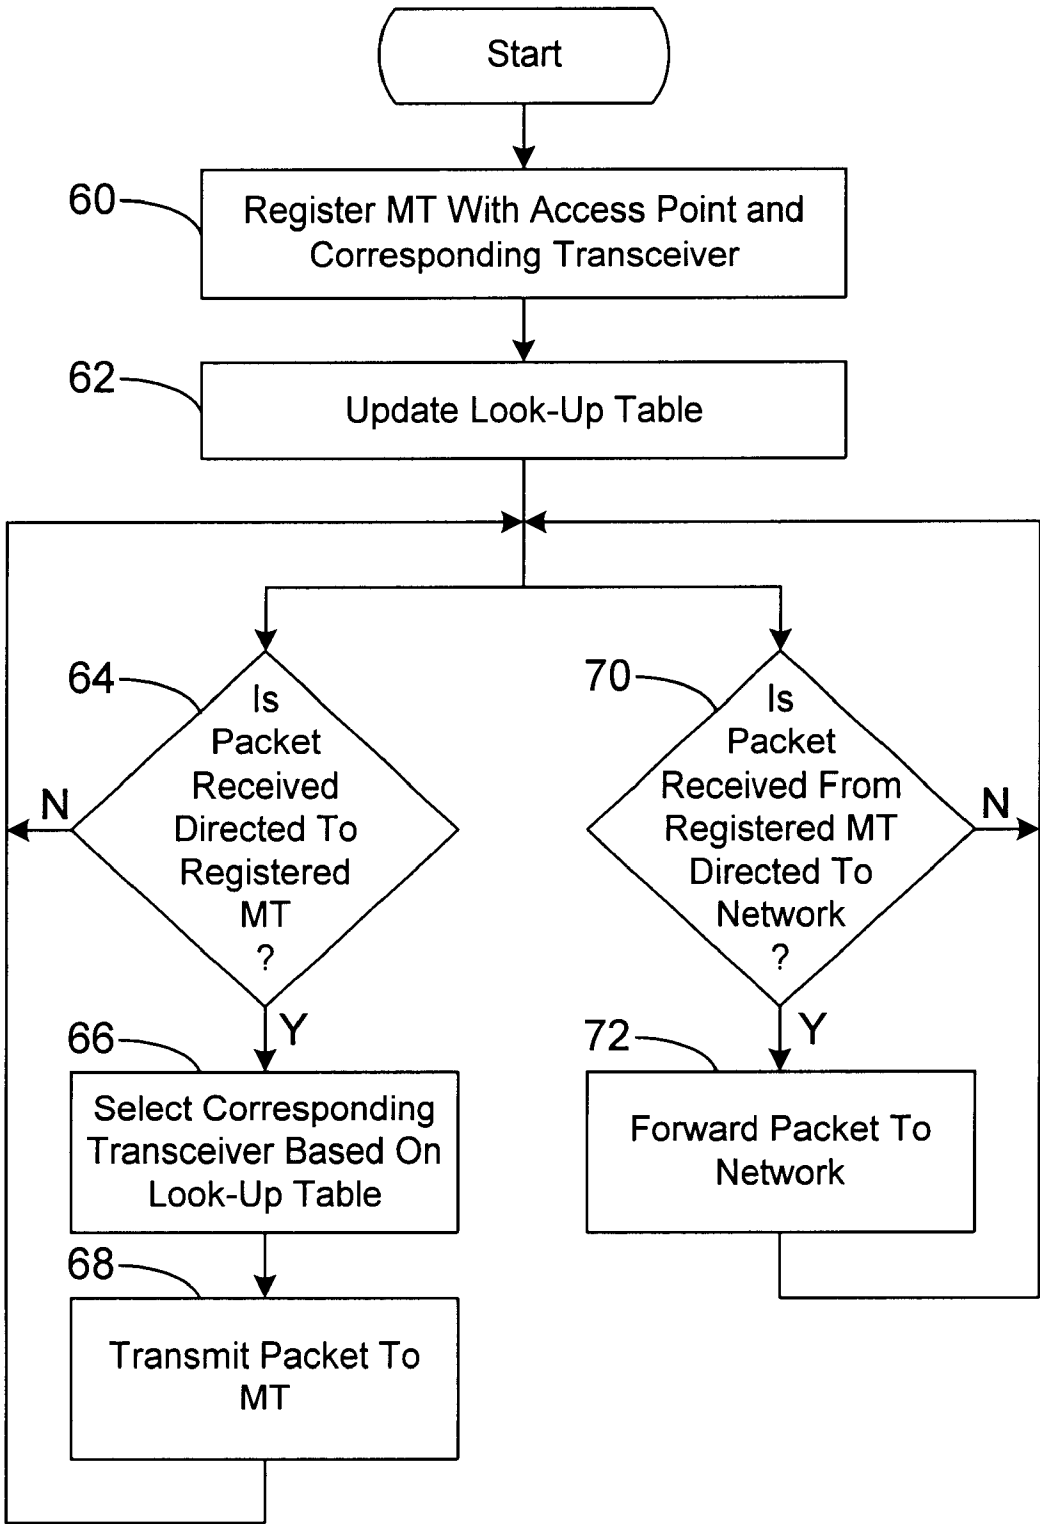 Start
60
Register MT With Access Point and
Corresponding Transceiver
62
Update Look-Up Table
64
Is
Packet
Received
Directed To
Registered
MT
?
N
Y
70
Is
Packet
Received From
Registered MT
Directed To
Network
?
N
Y
66
Select Corresponding
Transceiver Based On
Look-Up Table
72
Forward Packet To
Network
68
Transmit Packet To
MT